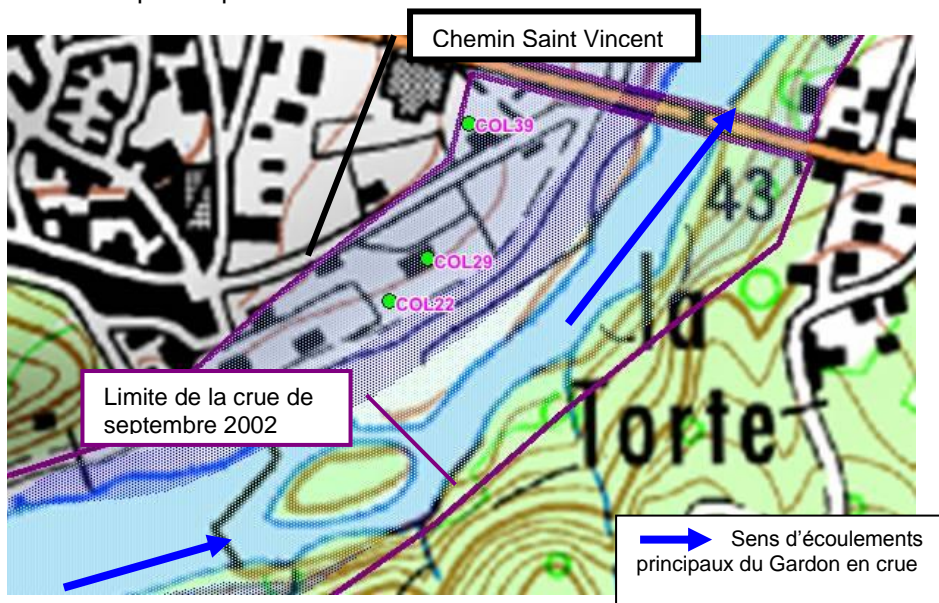 Chemin Saint Vincent
COL39
43
COL29
COL22
la
Limite de la crue de
septembre 2002
Torte
Sens d'écoulements
principaux du Gardon en crue